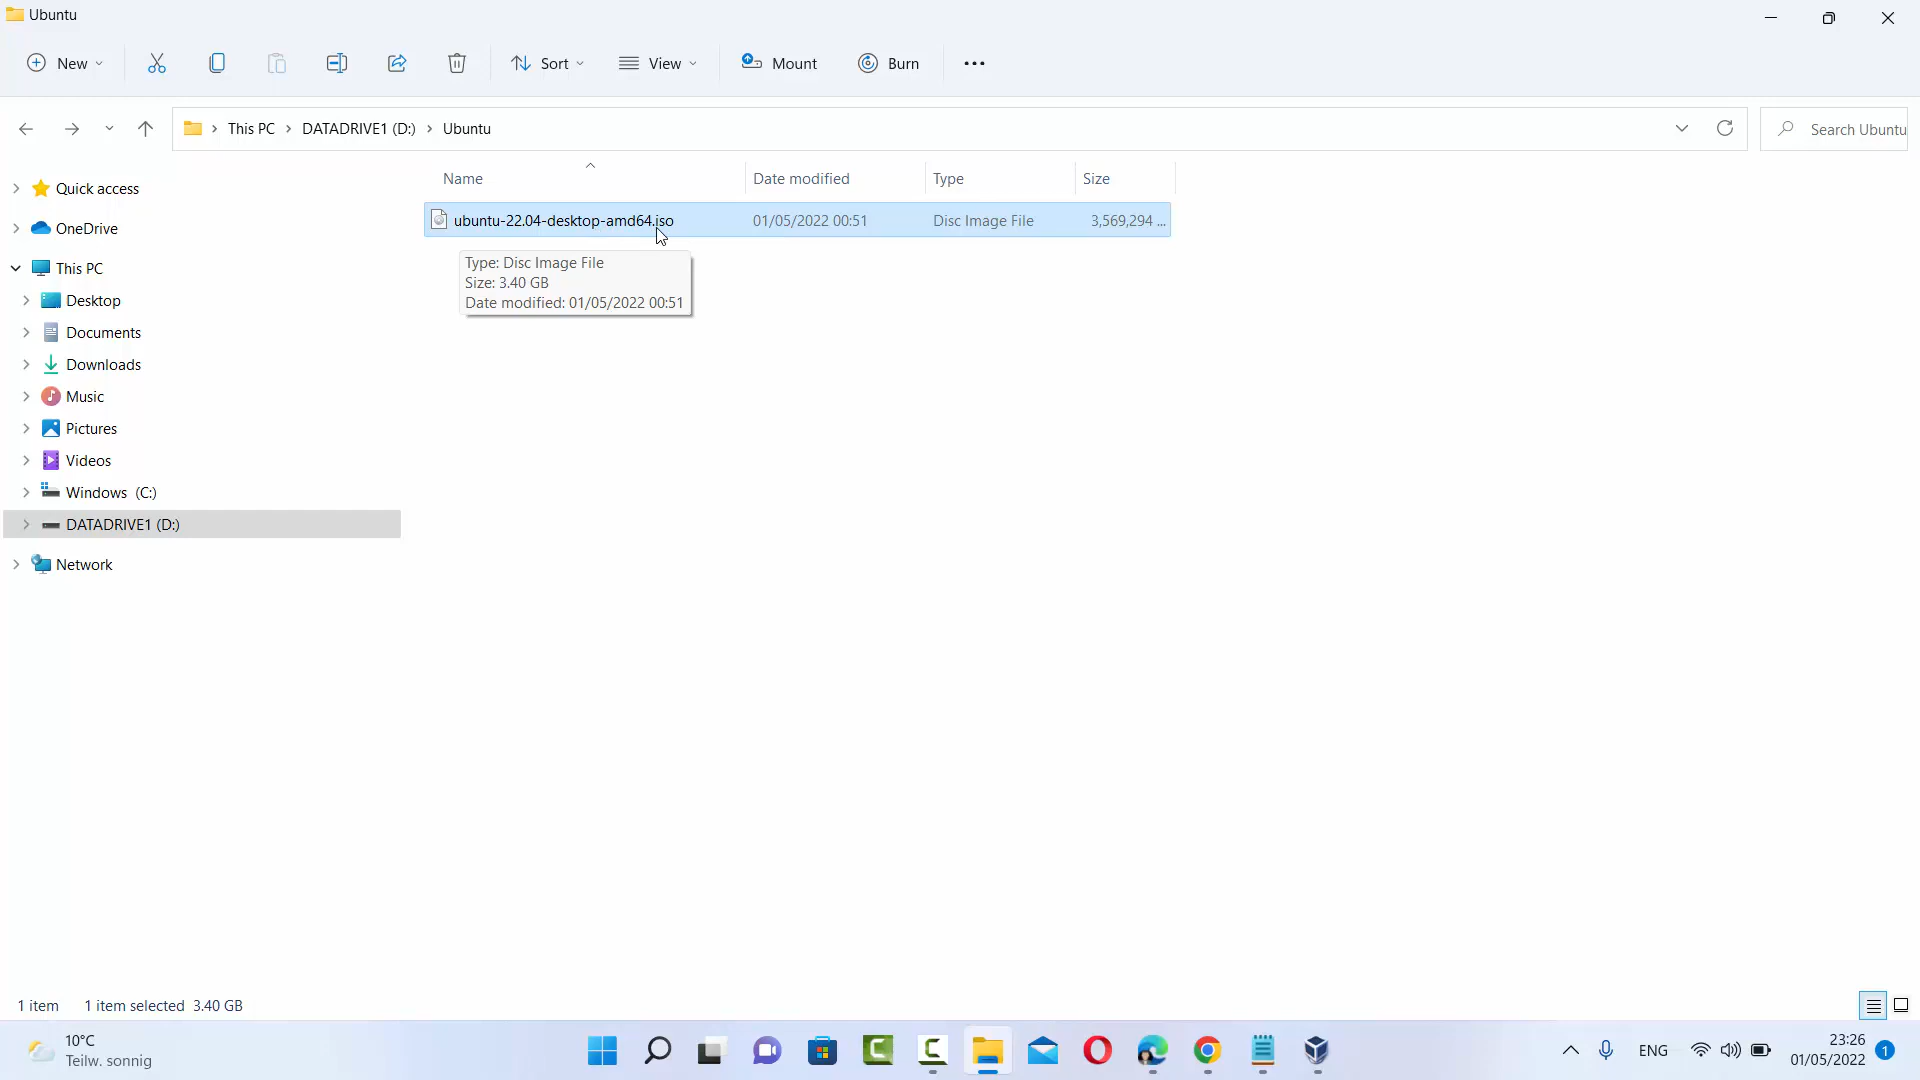 Ubuntu
New
Sort
View
Mount
Burn
This PC
DATADRIVE1 (D:)
Ubuntu
Search Ubuntu
Name
Date modified
Type
Size
ubuntu-22.04-desktop-amd64.iso
01/05/2022 00:51
Disc Image File
3,569,294 ...
Type: Disc Image File
Size: 3.40 GB
Date modified: 01/05/2022 00:51
Quick access
OneDrive
This PC
Desktop
Documents
Downloads
Music
Pictures
Videos
Windows (C:)
DATADRIVE1 (D:)
Network
1 item
1 item selected 3.40 GB
10°C
Teilw. sonnig
ENG
23:26
01/05/2022
1